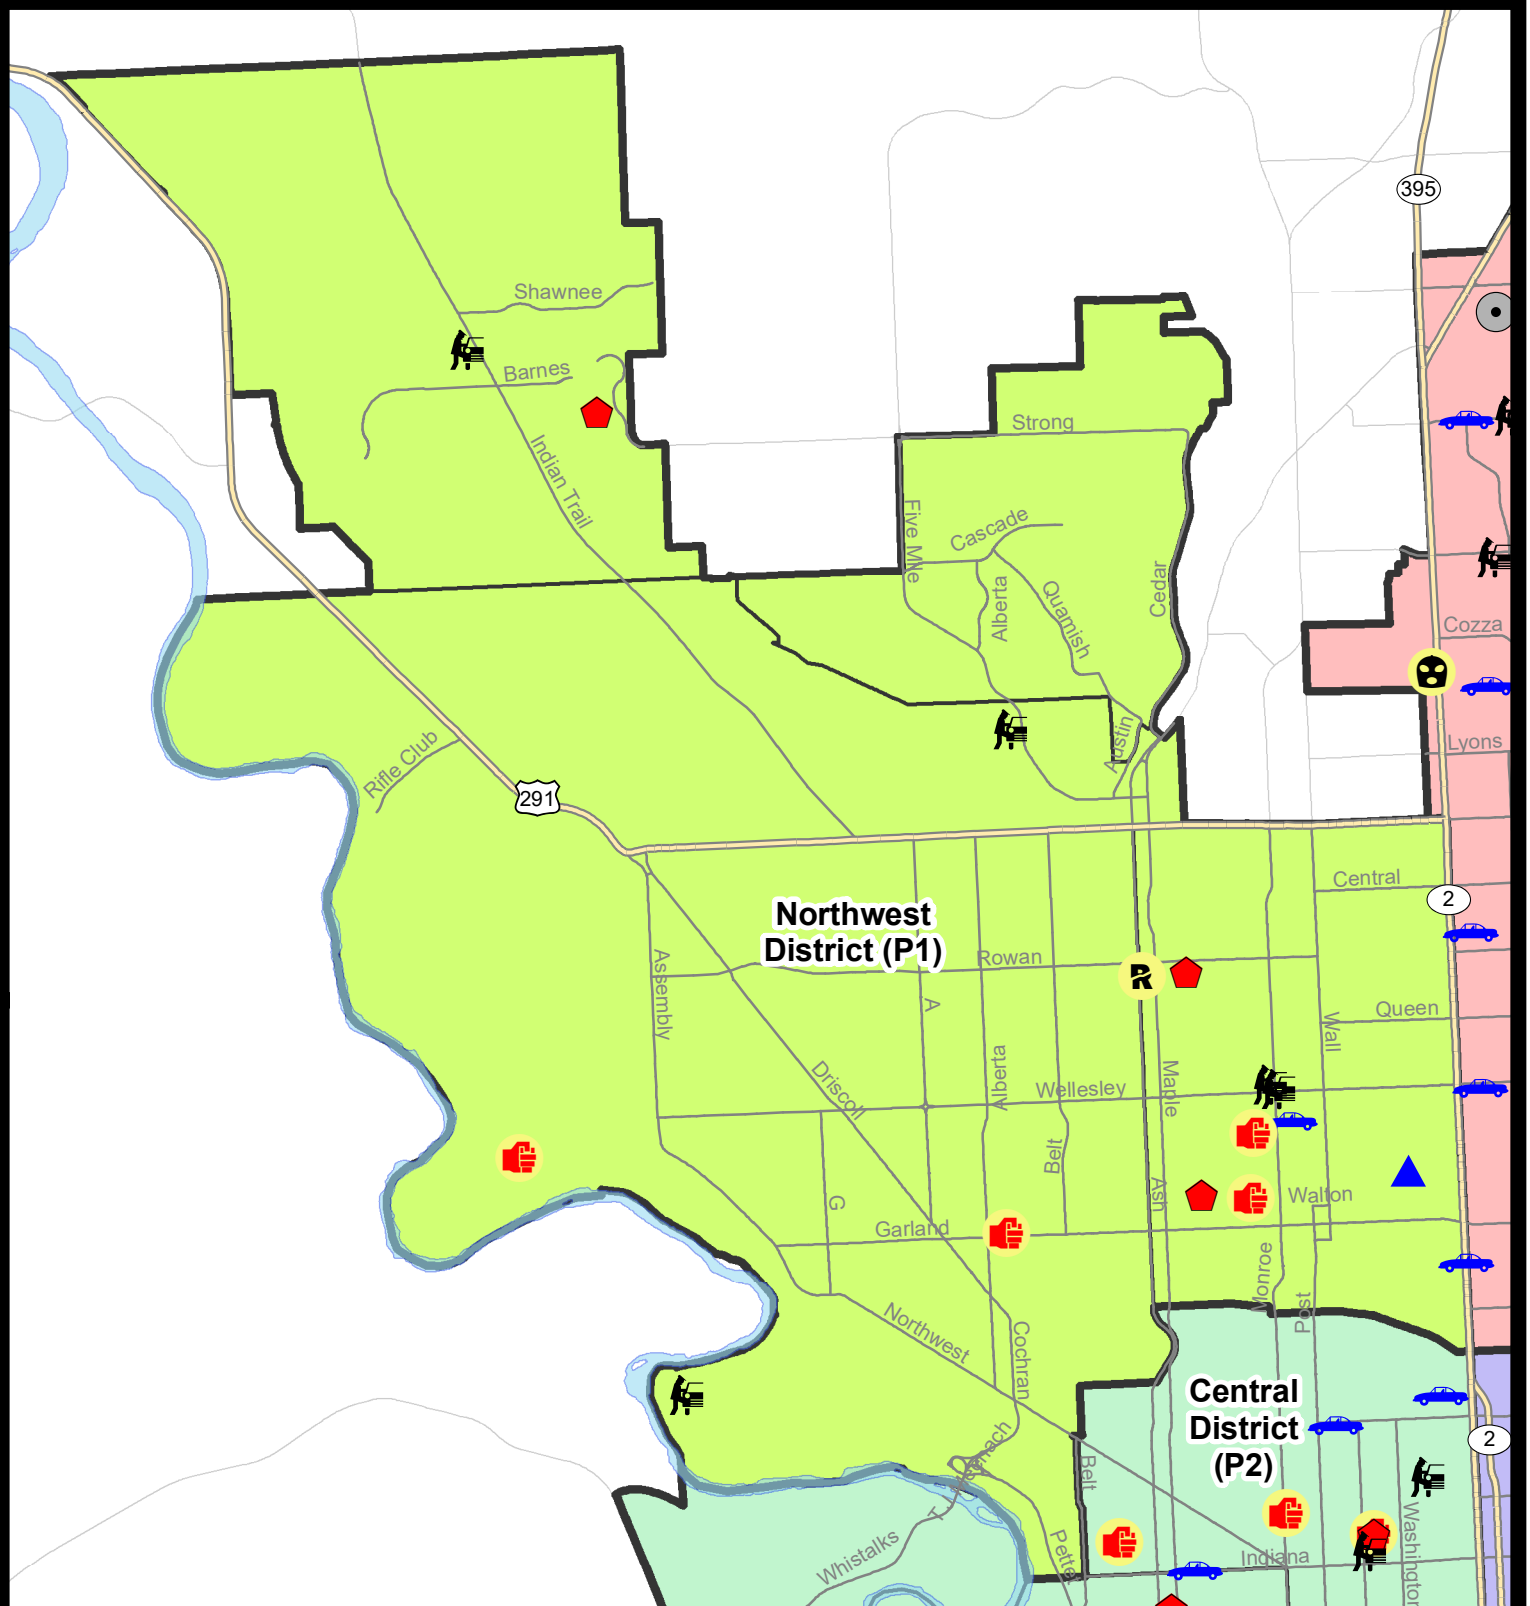 395
Shawnee
Barnes
Strong
Indian Trail
Five Mile
Cascade
Alberta
Quamish
Cedar
Cozza
Austin
Lyons
Rifle Club
291
Central
2
Northwest
District (P1)
Assembly
Rowan
R
A
Queen
Wall
Driscoll
Alberta
Wellesley
Maple
Belt
G
Ash
Walton
Garland
Monroe
Post
Northwest
Cochran
Central
District
(P2)
2
Belt
Washington
Whistalks
Pettet
Indiana